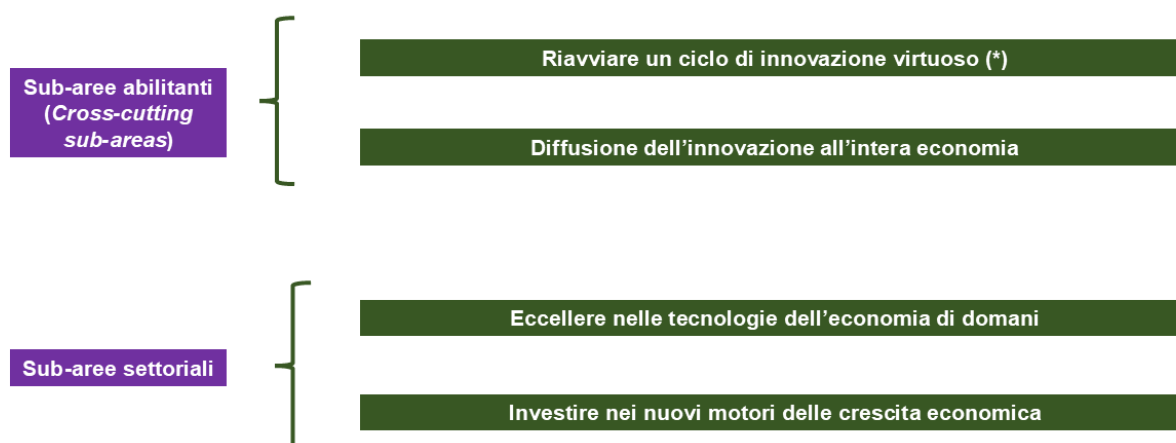 Riavviare un ciclo di innovazione virtuoso (*)
Sub-aree abilitanti
(Cross-cutting
sub-areas)
Diffusione dell’innovazione all’intera economia
Eccellere nelle tecnologie dell’economia di domani
Sub-aree settoriali
Investire nei nuovi motori delle crescita economica